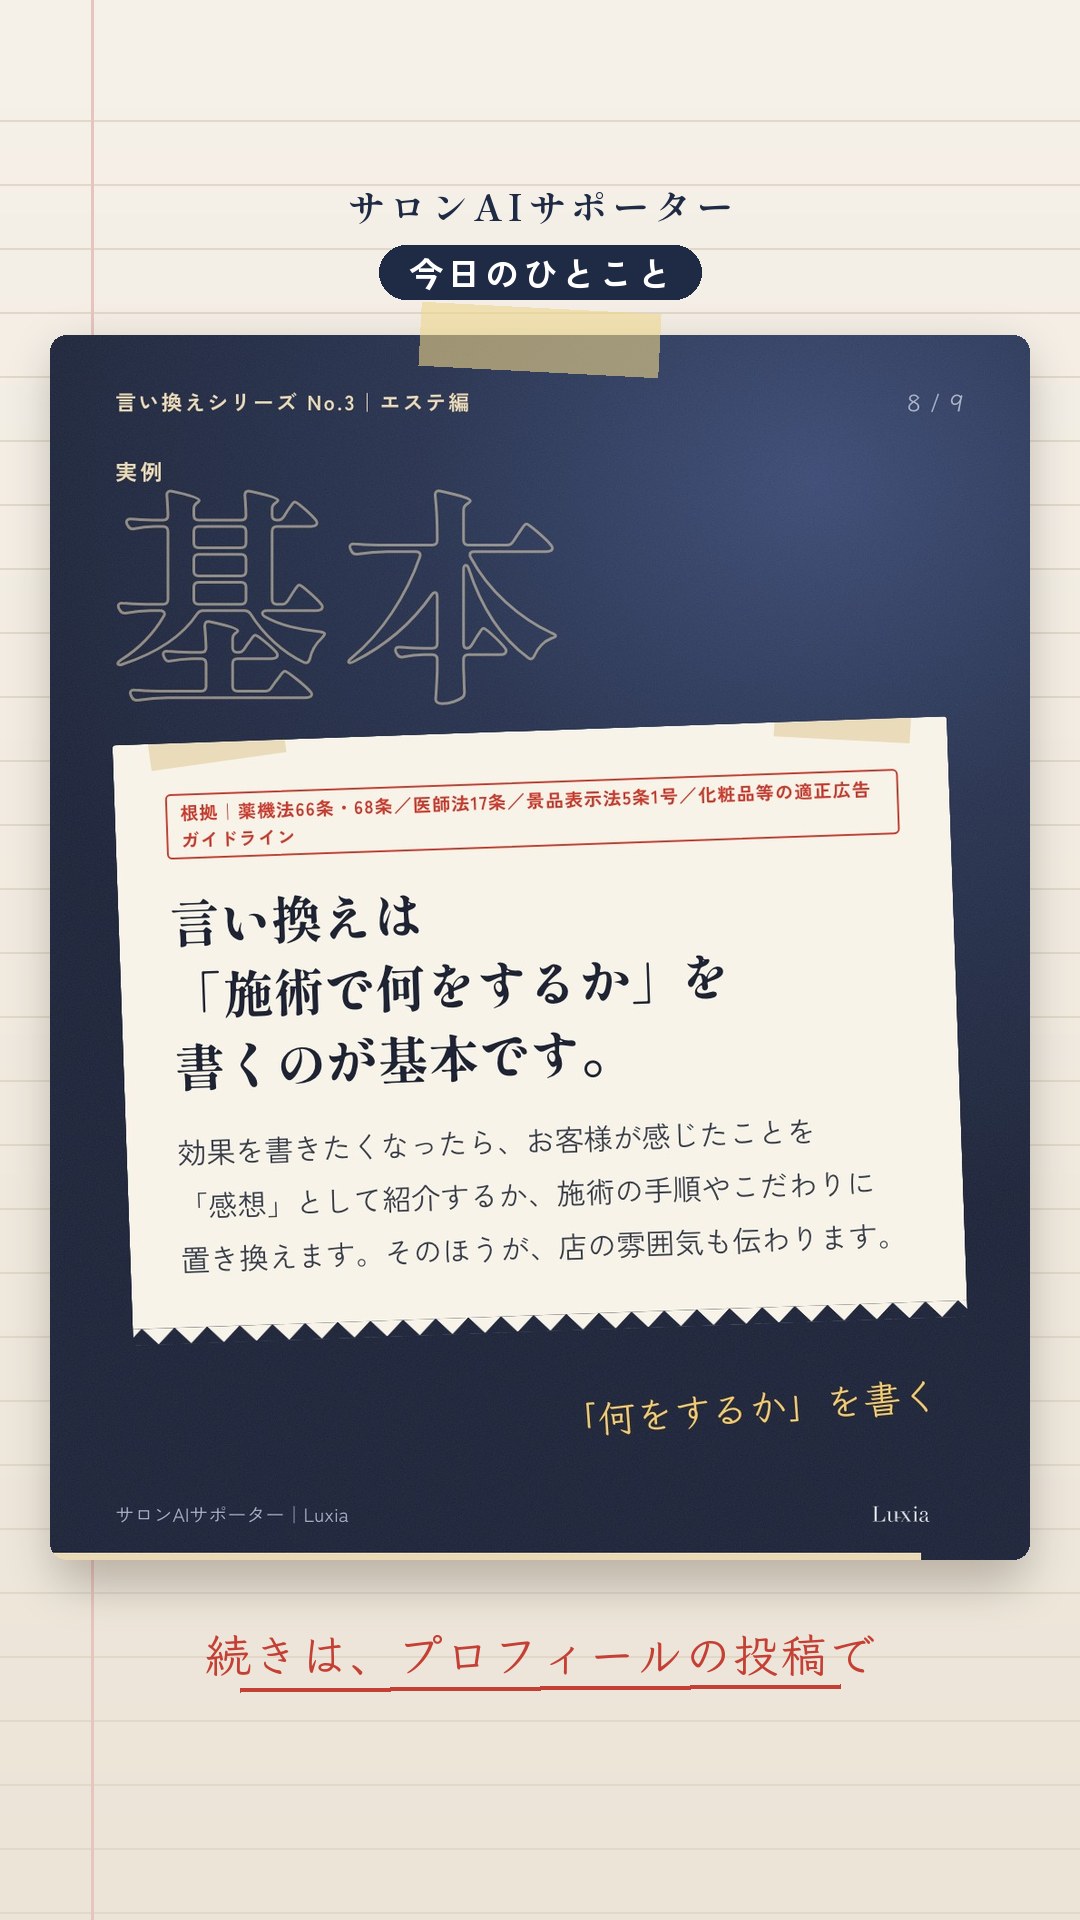 サロンAIサポーター
今日のひとこと
言い換えシリーズ No.3｜エステ編
8 / 9
実例
基本
根拠｜薬機法66条・68条／医師法17条／景品表示法5条1号／化粧品等の適正広告
ガイドライン
言い換えは
「施術で何をするか」を
書くのが基本です。
効果を書きたくなったら、お客様が感じたことを
「感想」として紹介するか、施術の手順やこだわりに
置き換えます。そのほうが、店の雰囲気も伝わります。
「何をするか」を書く
サロンAIサポーター｜Luxia
Luxia
続きは、プロフィールの投稿で